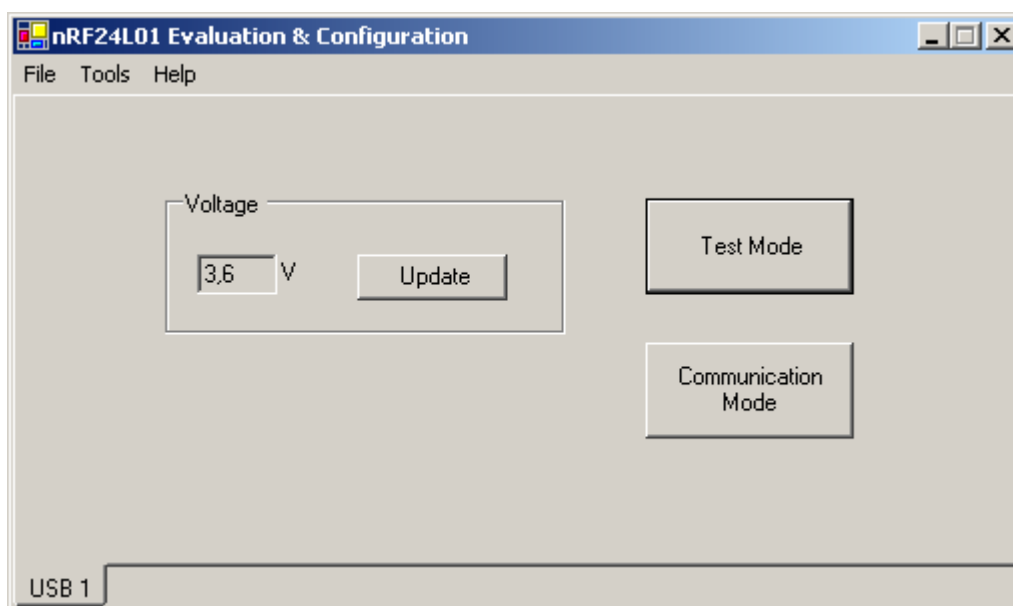 nRF24L01 Evaluation & Configuration
File Tools Help
Voltage
3,6 V Update
Test Mode
Communication
Mode
USB 1